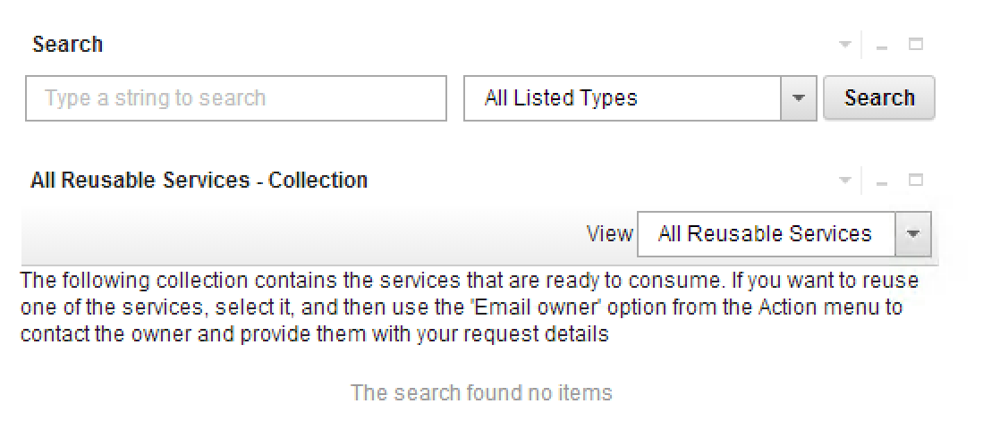 Search
Type a string to search
All Listed Types
Search
All Reusable Services - Collection
View All Reusable Services
The following collection contains the services that are ready to consume. If you want to reuse
one of the services, select it, and then use the 'Email owner' option from the Action menu to
contact the owner and provide them with your request details
The search found no items